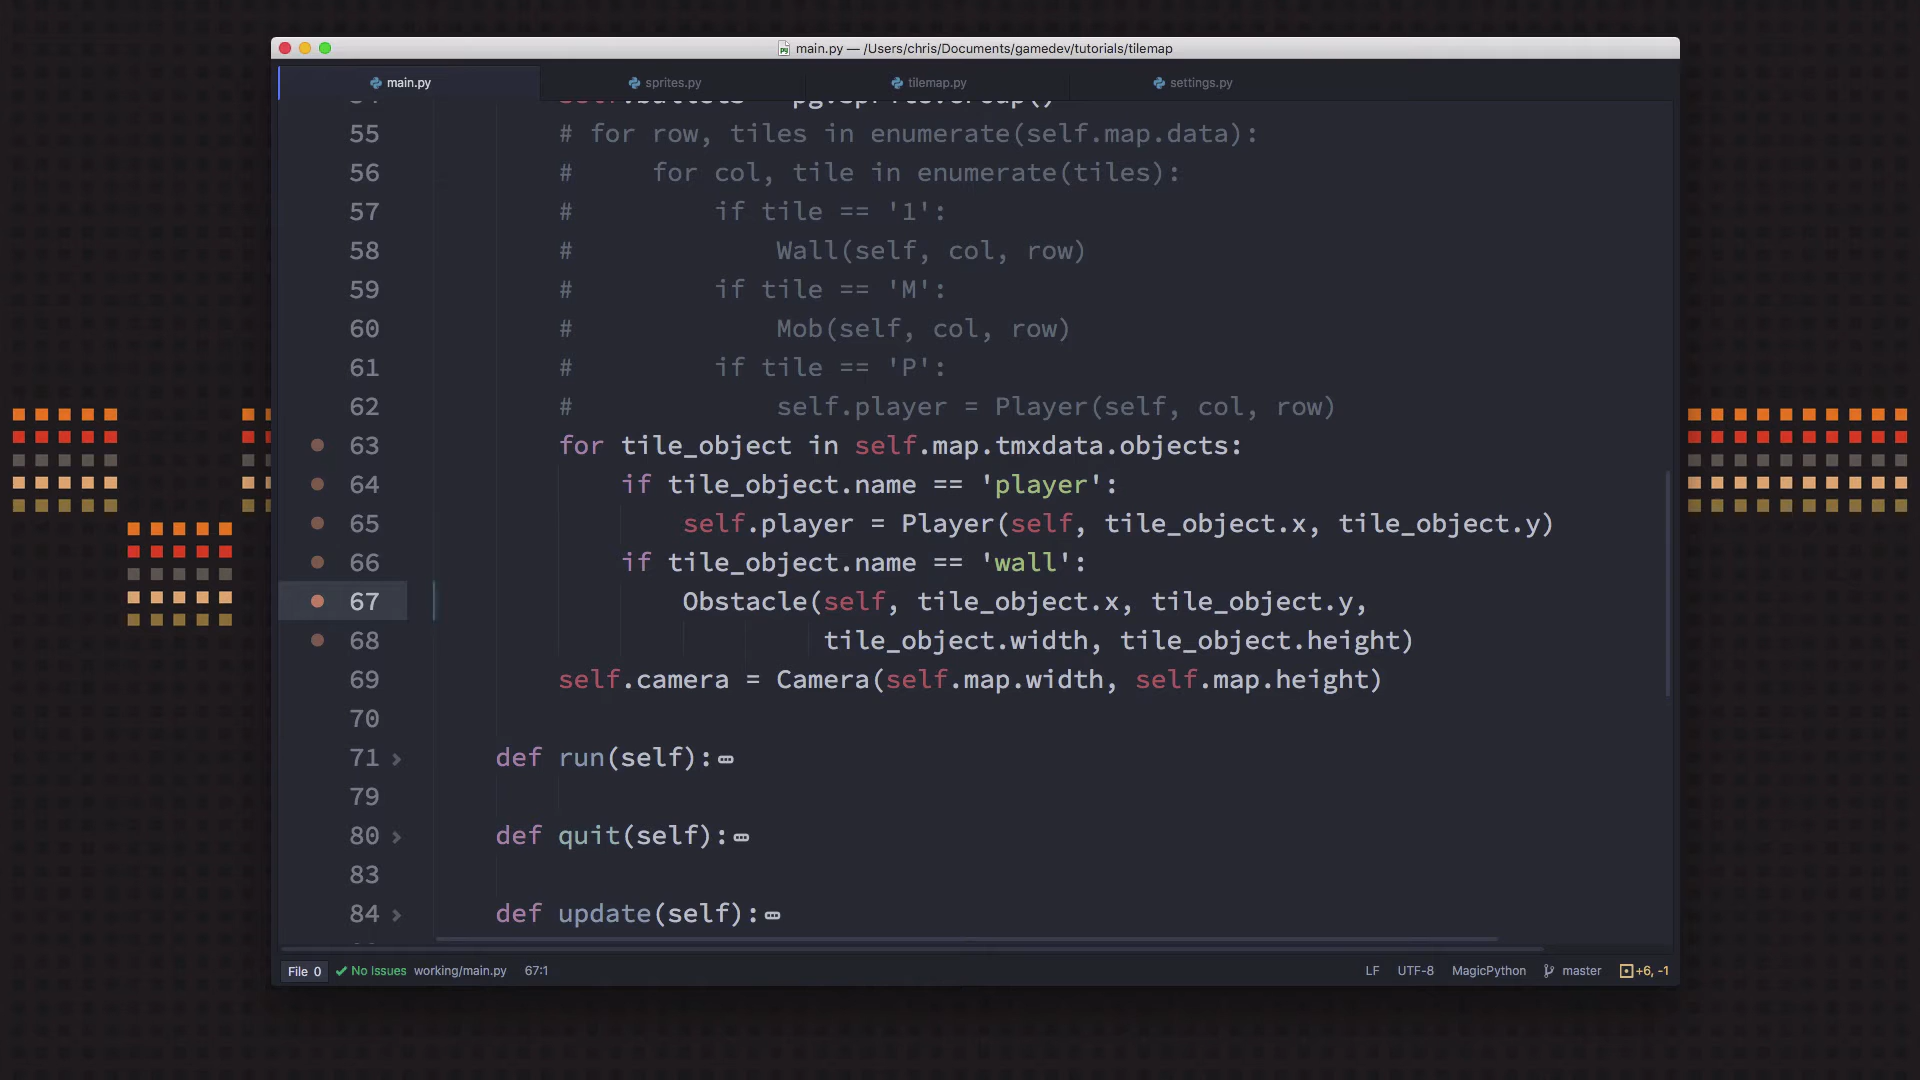 main.py — /Users/chris/Documents/gamedev/tutorials/tilemap
main.py sprites.py tilemap.py settings.py
54 self.bullets = pg.sprite.Group()
55 # for row, tiles in enumerate(self.map.data):
56 #     for col, tile in enumerate(tiles):
57 #         if tile == '1':
58 #             Wall(self, col, row)
59 #         if tile == 'M':
60 #             Mob(self, col, row)
61 #         if tile == 'P':
62 #             self.player = Player(self, col, row)
63 for tile_object in self.map.tmxdata.objects:
64     if tile_object.name == 'player':
65         self.player = Player(self, tile_object.x, tile_object.y)
66     if tile_object.name == 'wall':
67         Obstacle(self, tile_object.x, tile_object.y,
68                  tile_object.width, tile_object.height)
69 self.camera = Camera(self.map.width, self.map.height)
70
71 def run(self):
79
80 def quit(self):
83
84 def update(self):
File 0 No Issues working/main.py 67:1 LF UTF-8 MagicPython master +6, -1